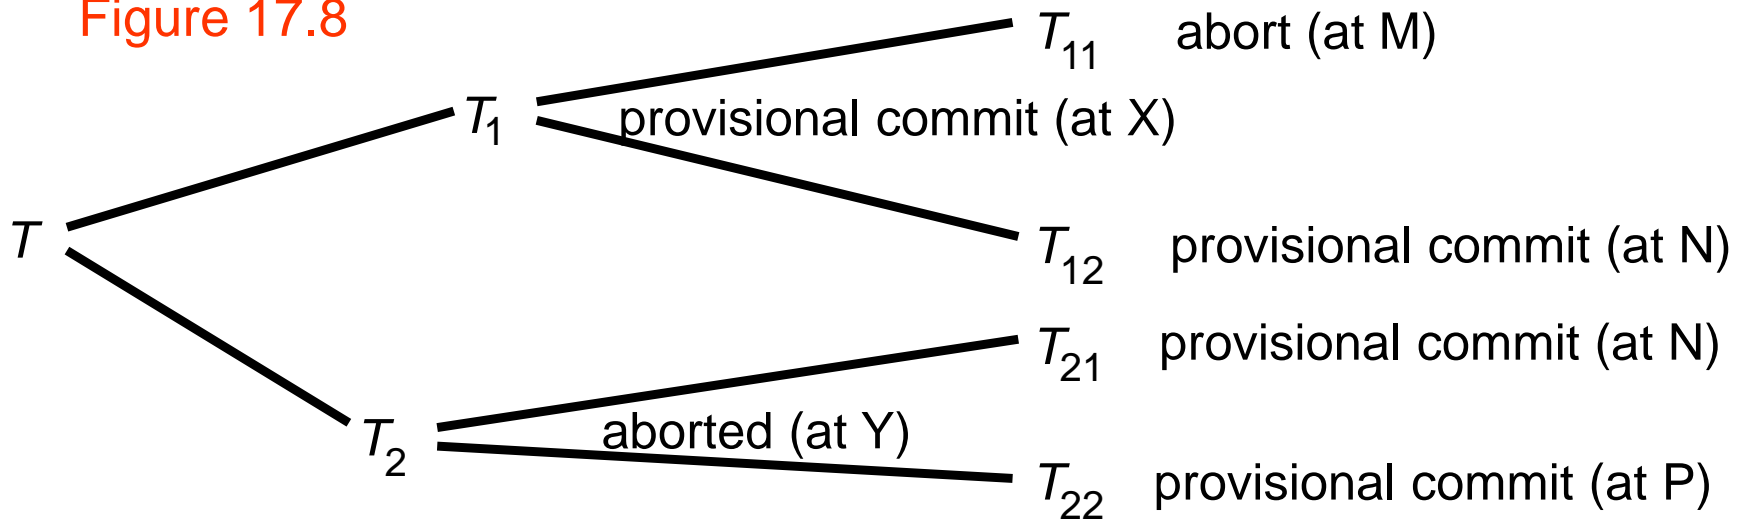 Figure 17.8
T11 abort (at M)
T1 provisional commit (at X)
T
T12 provisional commit (at N)
T21 provisional commit (at N)
T2 aborted (at Y)
T22 provisional commit (at P)